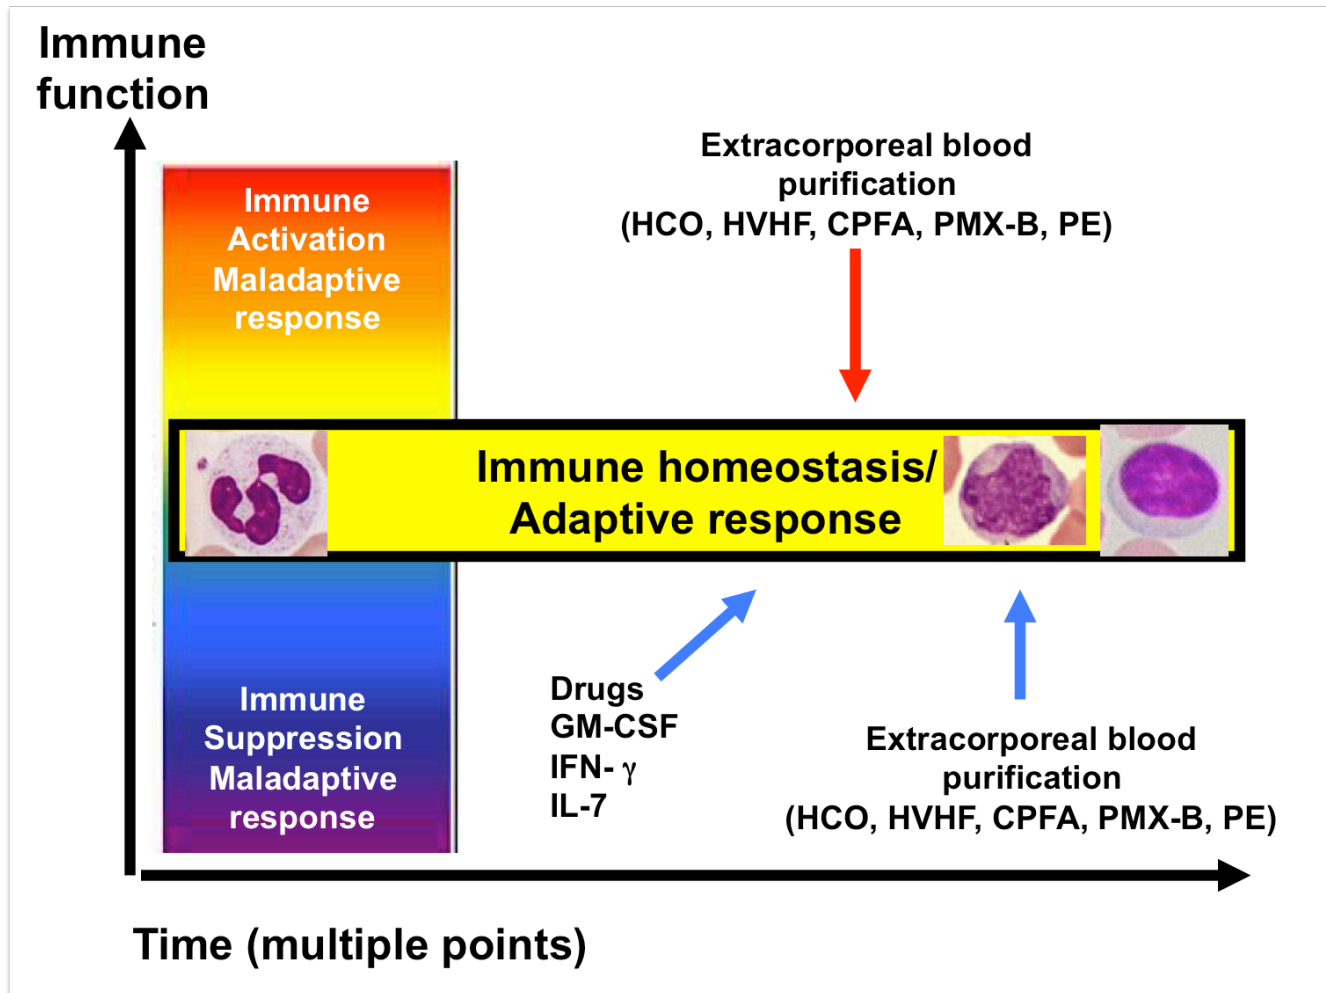 Immune
function
Immune
Activation
Maladaptive
response
Extracorporeal blood
purification
(HCO, HVHF, CPFA, PMX-B, PE)
Immune homeostasis/
Adaptive response
Immune
Suppression
Maladaptive
response
Drugs
GM-CSF
IFN- γ
IL-7
Extracorporeal blood
purification
(HCO, HVHF, CPFA, PMX-B, PE)
Time (multiple points)